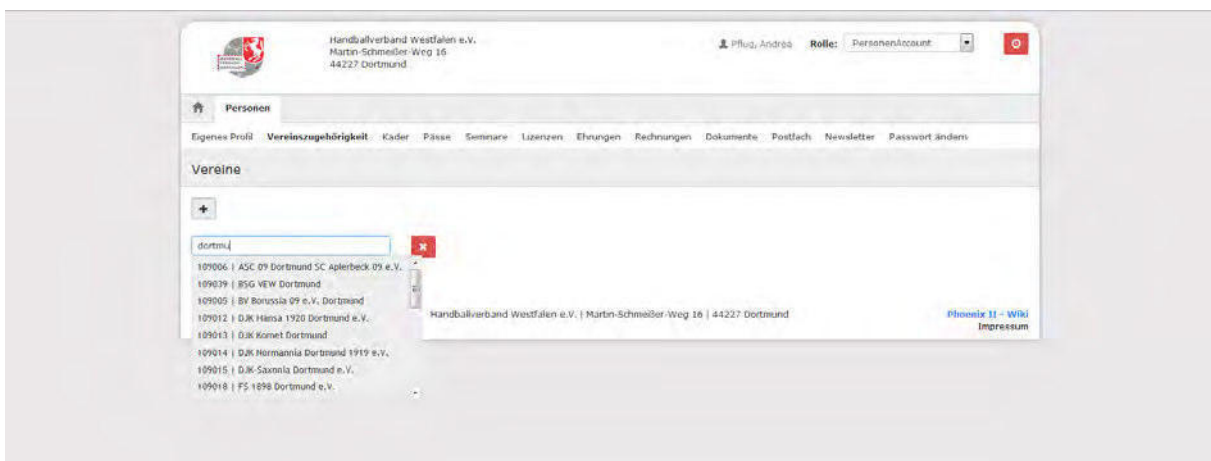 Handballverband Westfalen e.V.
Martin-Schmeißer-Weg 16
44227 Dortmund
Pflug, Andrea Rolle: PersonenAccount
Personen
Eigenes Profil Vereinszugehörigkeit Kader Pässe Seminare Lizenzen Ehrungen Rechnungen Dokumente Postfach Newsletter Passwort ändern
Vereine
+
dortmu
109006 | ASC 09 Dortmund SC Aplerbeck 09 e.V.
109039 | BSG VEW Dortmund
109005 | BV Borussia 09 e.V. Dortmund
109012 | DJK Hansa 1920 Dortmund e.V.
109013 | DJK Komet Dortmund
109014 | DJK Normannia Dortmund 1919 e.V.
109015 | DJK-Saxonia Dortmund e.V.
109018 | FS 1898 Dortmund e.V.
Handballverband Westfalen e.V. | Martin-Schmeißer-Weg 16 | 44227 Dortmund
Phoenix II - Wiki
Impressum